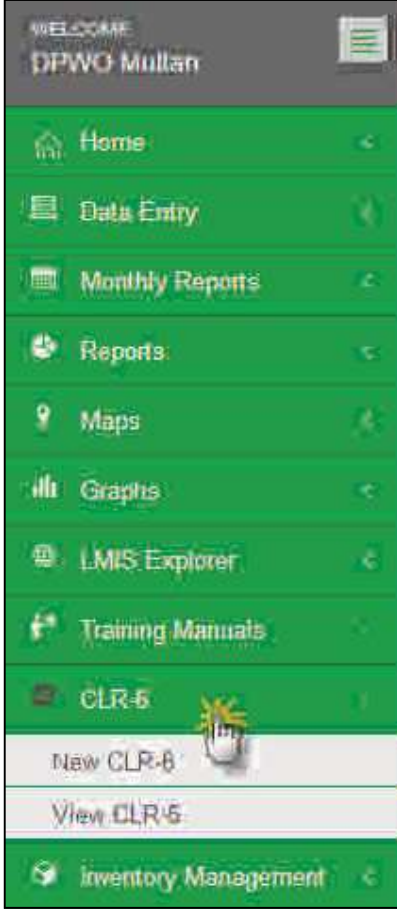 WELCOME
DPWO Multan
Home
Data Entry
Monthly Reports
Reports
Maps
Graphs
LMIS Explorer
Training Manuals
CLR-6
New CLR-6
View CLR-6
Inventory Management